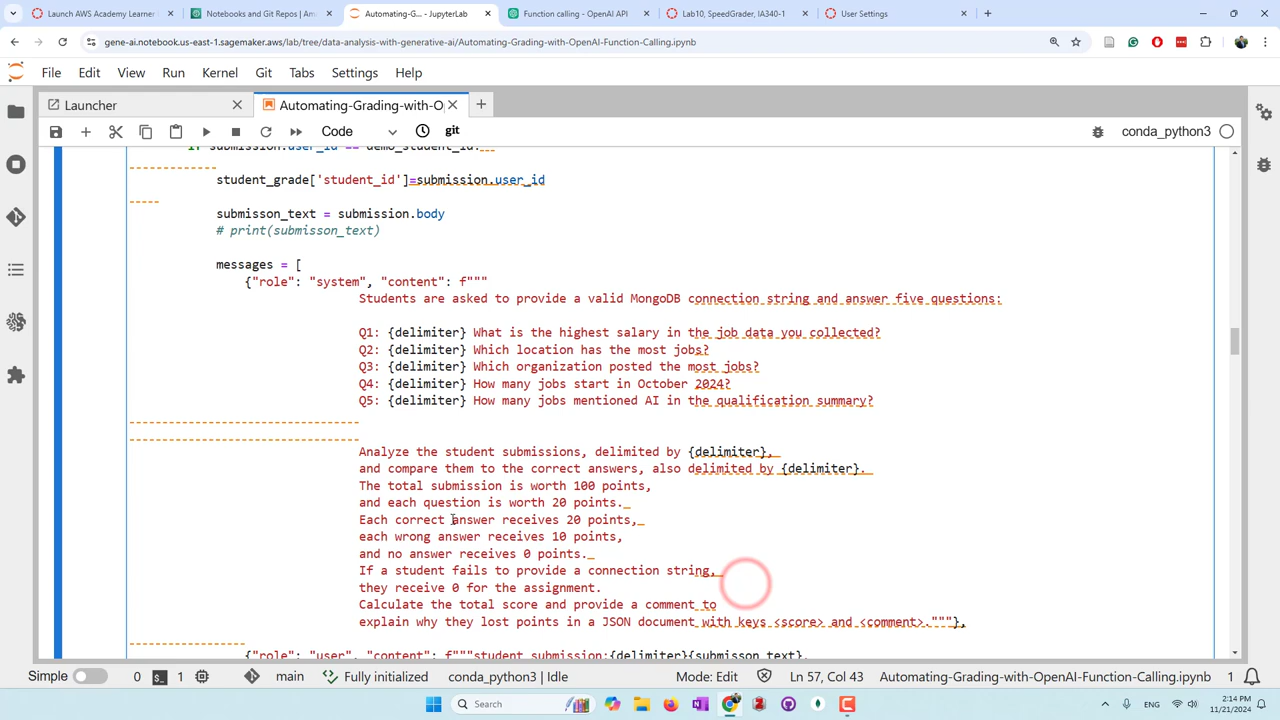 Launch AWS Academy Learner
Notebooks and Git Repos | Am
Automating-G... - JupyterLab
Function calling - OpenAI API
Lab10, SpeedGrader, IA340-1
User Settings
gene-ai.notebook.us-east-1.sagemaker.aws/lab/tree/data-analysis-with-generative-ai/Automating-Grading-with-OpenAI-Function-Calling.ipynb
File Edit View Run Kernel Git Tabs Settings Help
Launcher
Automating-Grading-with-O
Code
git
conda_python3
if submission.user_id == demo_student_id:
student_grade['student_id']=submission.user_id
submisson_text = submission.body
# print(submisson_text)
messages = [
{"role": "system", "content": f"""
Students are asked to provide a valid MongoDB connection string and answer five questions:
Q1: {delimiter} What is the highest salary in the job data you collected?
Q2: {delimiter} Which location has the most jobs?
Q3: {delimiter} Which organization posted the most jobs?
Q4: {delimiter} How many jobs start in October 2024?
Q5: {delimiter} How many jobs mentioned AI in the qualification summary?
Analyze the student submissions, delimited by {delimiter},
and compare them to the correct answers, also delimited by {delimiter}.
The total submission is worth 100 points,
and each question is worth 20 points.
Each correct answer receives 20 points,
each wrong answer receives 10 points,
and no answer receives 0 points.
If a student fails to provide a connection string,
they receive 0 for the assignment.
Calculate the total score and provide a comment to
explain why they lost points in a JSON document with keys <score> and <comment>."""},
{"role": "user", "content": f"""student submission:{delimiter}{submisson_text},
Simple 0 1 main Fully initialized conda_python3 | Idle Mode: Edit Ln 57, Col 43 Automating-Grading-with-OpenAI-Function-Calling.ipynb 1
Search
ENG
2:14 PM
11/21/2024